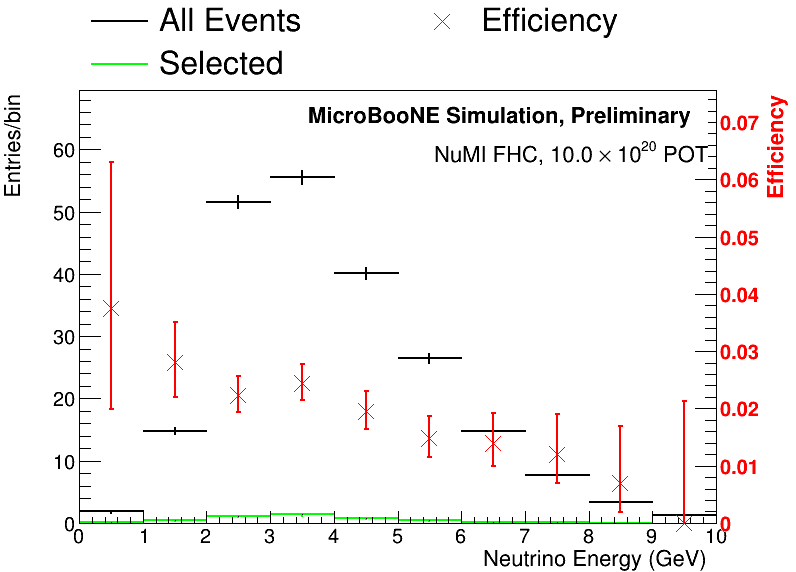 All Events
Efficiency
Selected
MicroBooNE Simulation, Preliminary
NuMI FHC, 10.0 × 10²⁰ POT
Entries/bin
60
50
40
30
20
10
0
Efficiency
0.07
0.06
0.05
0.04
0.03
0.02
0.01
0
0 1 2 3 4 5 6 7 8 9 10
Neutrino Energy (GeV)